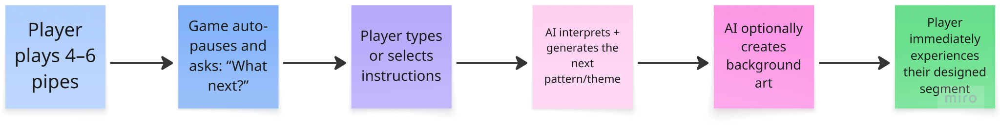 Player
plays 4–6
pipes
Game auto-
pauses and
asks: “What
next?”
Player types
or selects
instructions
AI interprets +
generates the
next
pattern/theme
AI optionally
creates
background
art
Player
immediately
experiences
their designed
segment
miro